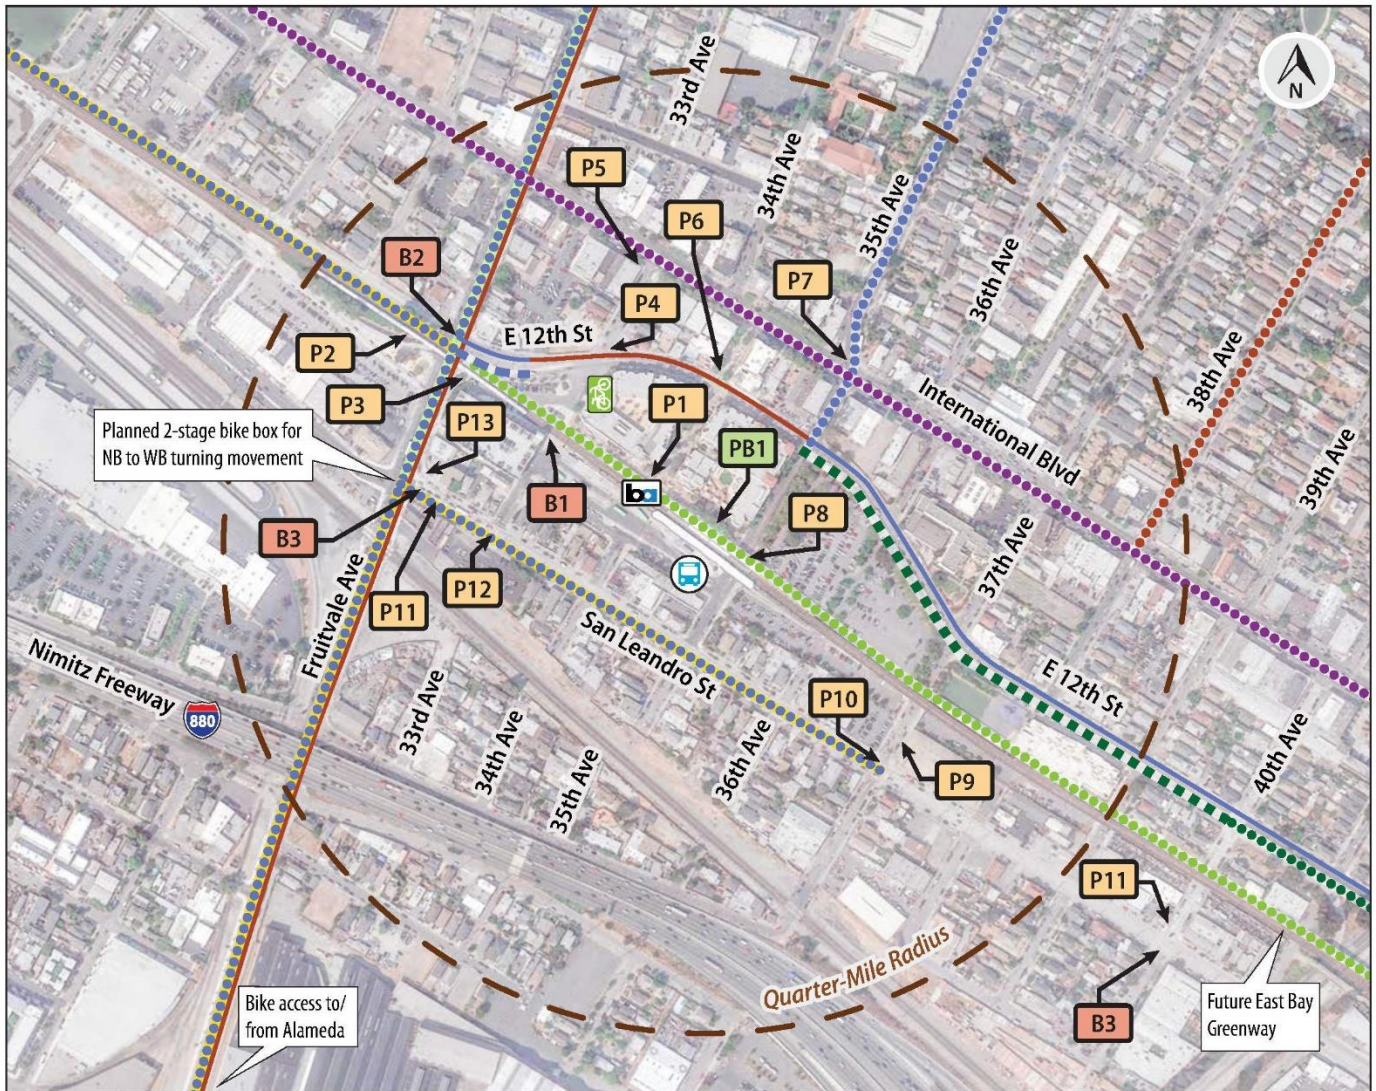 N
33rd Ave
P5
34th Ave
35th Ave
P6
B2
36th Ave
P7
P4
E 12th St
P2
38th Ave
P3
P1
International Blvd
P13
Planned 2-stage bike box for
NB to WB turning movement
PB1
39th Ave
B1
ba
P8
B3
37th Ave
P12
P11
Fruitvale Ave
San Leandro St
Nimitz Freeway
880
33rd Ave
E 12th St
P10
34th Ave
36th Ave
40th Ave
P9
35th Ave
P11
Quarter-Mile Radius
Bike access to/
from Alameda
Future East Bay
Greenway
B3